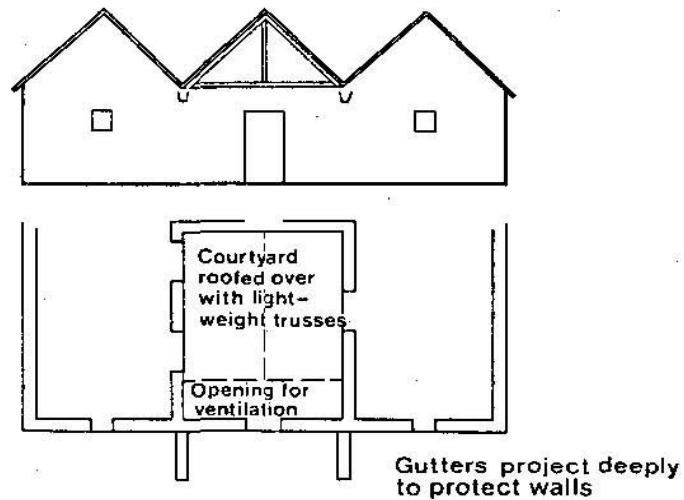 Courtyard
roofed over
with light-
weight trusses
Opening for
ventilation
Gutters project deeply
to protect walls